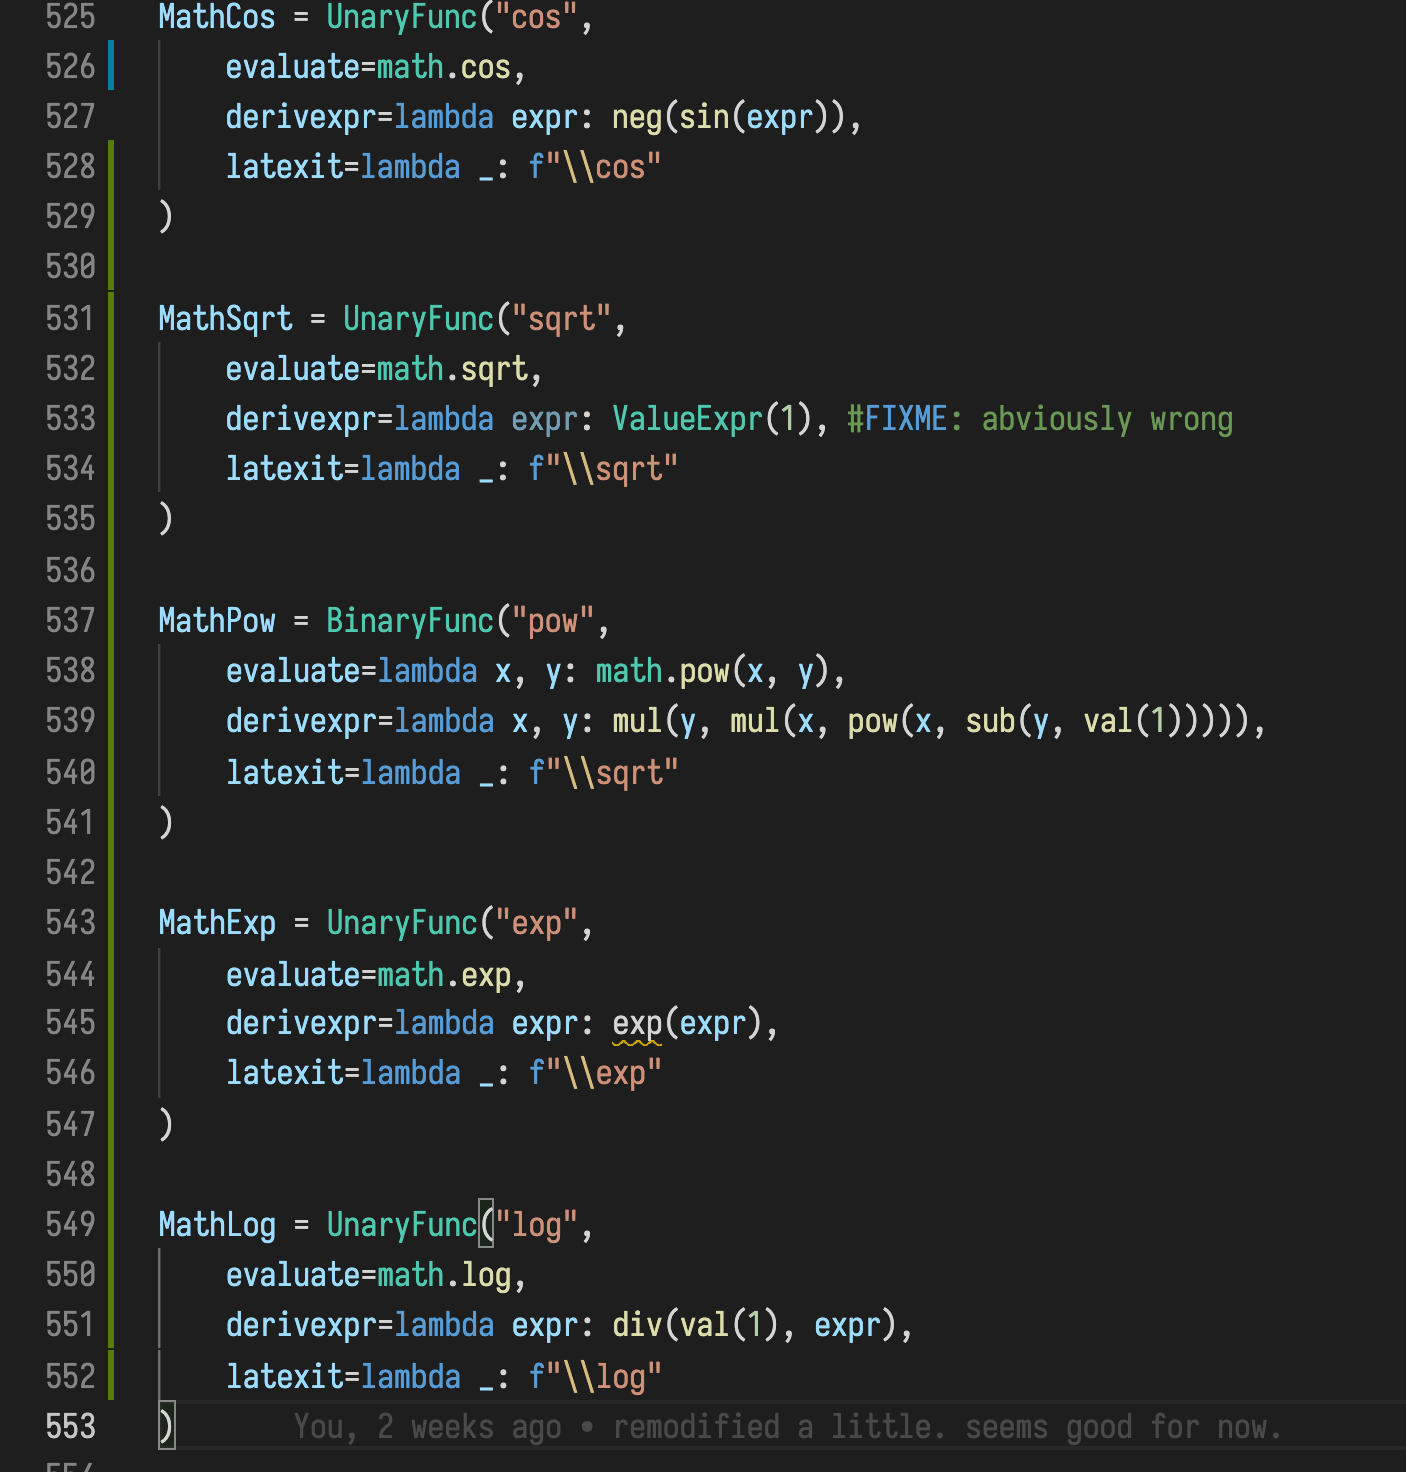 525 MathCos = UnaryFunc("cos",
526     evaluate=math.cos,
527     derivexpr=lambda expr: neg(sin(expr)),
528     latexit=lambda _: f"\\cos"
529 )
530
531 MathSqrt = UnaryFunc("sqrt",
532     evaluate=math.sqrt,
533     derivexpr=lambda expr: ValueExpr(1), #FIXME: abviously wrong
534     latexit=lambda _: f"\\sqrt"
535 )
536
537 MathPow = BinaryFunc("pow",
538     evaluate=lambda x, y: math.pow(x, y),
539     derivexpr=lambda x, y: mul(y, mul(x, pow(x, sub(y, val(1))))),
540     latexit=lambda _: f"\\sqrt"
541 )
542
543 MathExp = UnaryFunc("exp",
544     evaluate=math.exp,
545     derivexpr=lambda expr: exp(expr),
546     latexit=lambda _: f"\\exp"
547 )
548
549 MathLog = UnaryFunc("log",
550     evaluate=math.log,
551     derivexpr=lambda expr: div(val(1), expr),
552     latexit=lambda _: f"\\log"
553 )       You, 2 weeks ago • remodified a little. seems good for now.